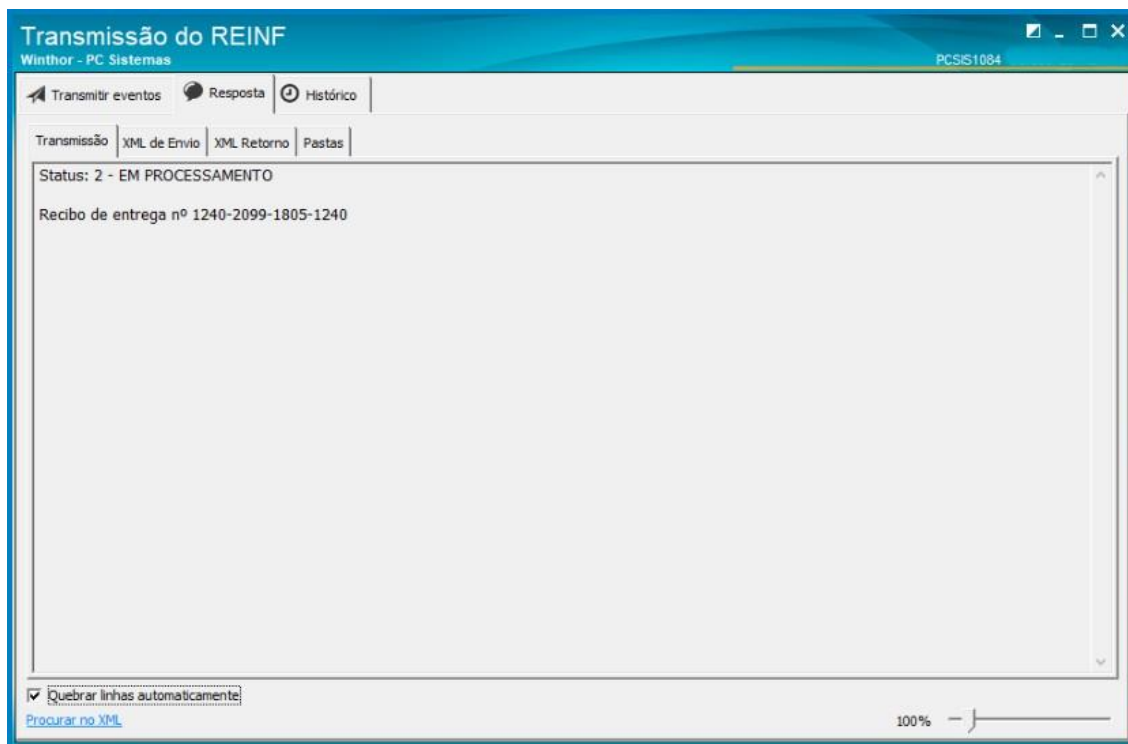 Transmissão do REINF
Winthor - PC Sistemas
PCSIS1084
Transmitir eventos Resposta Histórico
Transmissão XML de Envio XML Retorno Pastas
Status: 2 - EM PROCESSAMENTO
Recibo de entrega nº 1240-2099-1805-1240
Quebrar linhas automaticamente
Procurar no XML
100%